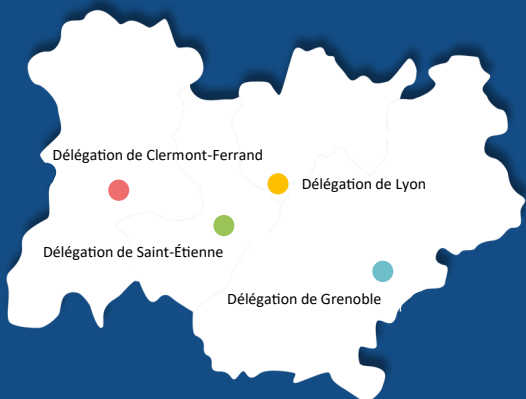 Délégation de Clermont-Ferrand
Délégation de Lyon
Délégation de Saint-Étienne
Délégation de Grenoble